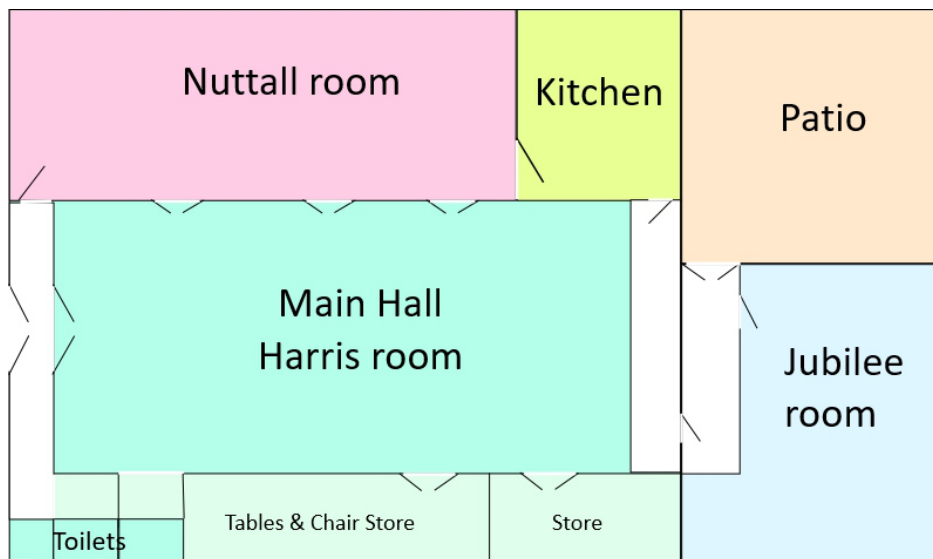 Nuttall room
Kitchen
Patio
Main Hall
Harris room
Jubilee
room
Tables & Chair Store
Store
Toilets